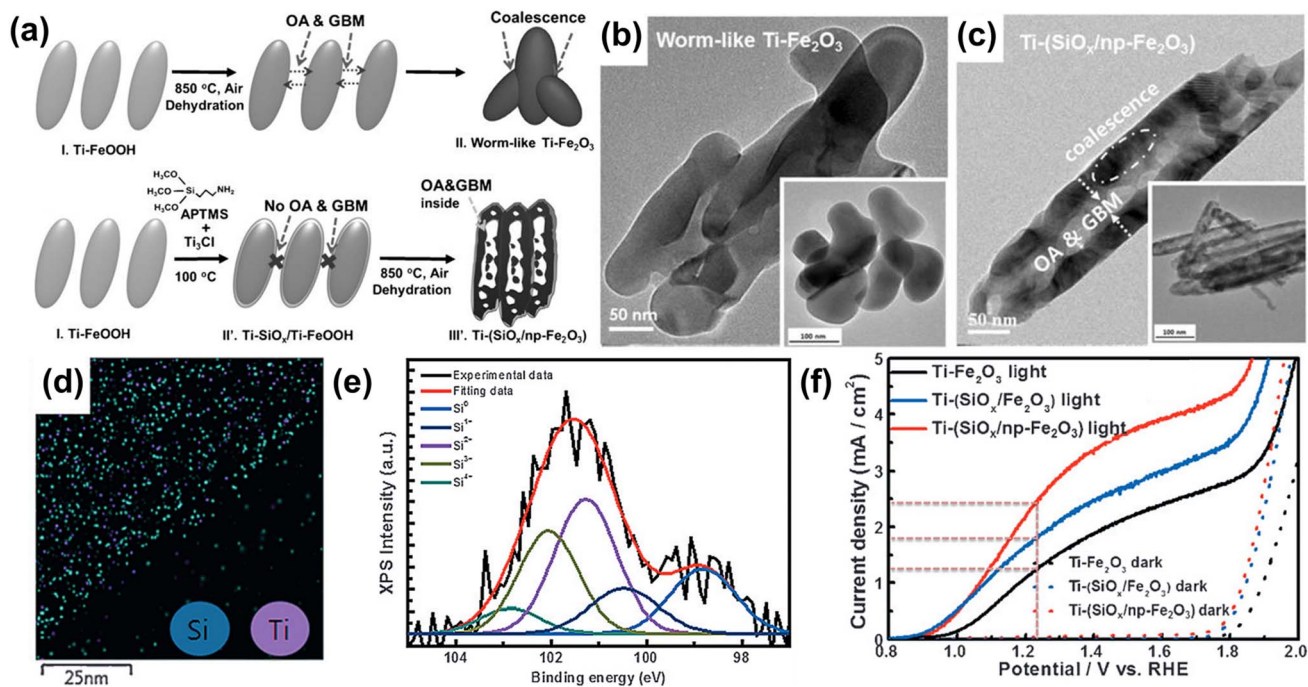 (a)
OA & GBM
Coalescence
850 °C, Air
Dehydration
I. Ti-FeOOH
II. Worm-like Ti-Fe₂O₃
H₃CO
H₃CO
H₃CO
Si
NH₂
APTMS
+
Ti₃Cl
100 °C
No OA & GBM
OA&GBM
inside
850 °C, Air
Dehydration
I. Ti-FeOOH
II'. Ti-SiOₓ/Ti-FeOOH
III'. Ti-(SiOₓ/np-Fe₂O₃)
(b)
Worm-like Ti-Fe₂O₃
50 nm
100 nm
(c)
Ti-(SiOₓ/np-Fe₂O₃)
coalescence
OA & GBM
50 nm
100 nm
(d)
Si
Ti
25nm
(e)
Experimental data
Fitting data
Si⁰
Si¹⁻
Si²⁻
Si³⁻
Si⁴⁻
XPS Intensity (a.u.)
104 102 100 98
Binding energy (eV)
(f)
Ti-Fe₂O₃ light
Ti-(SiOₓ/Fe₂O₃) light
Ti-(SiOₓ/np-Fe₂O₃) light
Ti-Fe₂O₃ dark
Ti-(SiOₓ/Fe₂O₃) dark
Ti-(SiOₓ/np-Fe₂O₃) dark
Current density (mA / cm²)
5
4
3
2
1
0
0.8 1.0 1.2 1.4 1.6 1.8 2.0
Potential / V vs. RHE